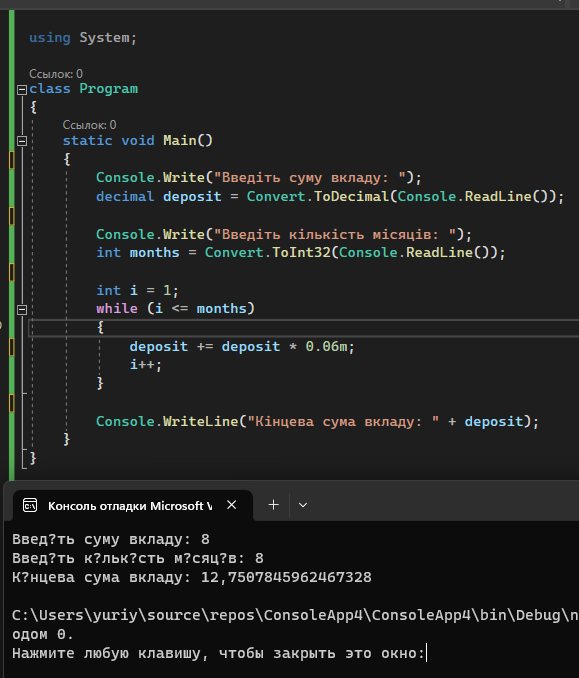 using System;
Ссылок: 0
class Program
{
Ссылок: 0
static void Main()
{
Console.Write("Введіть суму вкладу: ");
decimal deposit = Convert.ToDecimal(Console.ReadLine());
Console.Write("Введіть кількість місяців: ");
int months = Convert.ToInt32(Console.ReadLine());
int i = 1;
while (i <= months)
{
deposit += deposit * 0.06m;
i++;
}
Console.WriteLine("Кінцева сума вкладу: " + deposit);
}
}
Консоль отладки Microsoft V
Введ?ть суму вкладу: 8
Введ?ть к?льк?сть м?сяц?в: 8
К?нцева сума вкладу: 12,7507845962467328
C:\Users\yuriy\source\repos\ConsoleApp4\ConsoleApp4\bin\Debug\n
одом 0.
Нажмите любую клавишу, чтобы закрыть это окно: